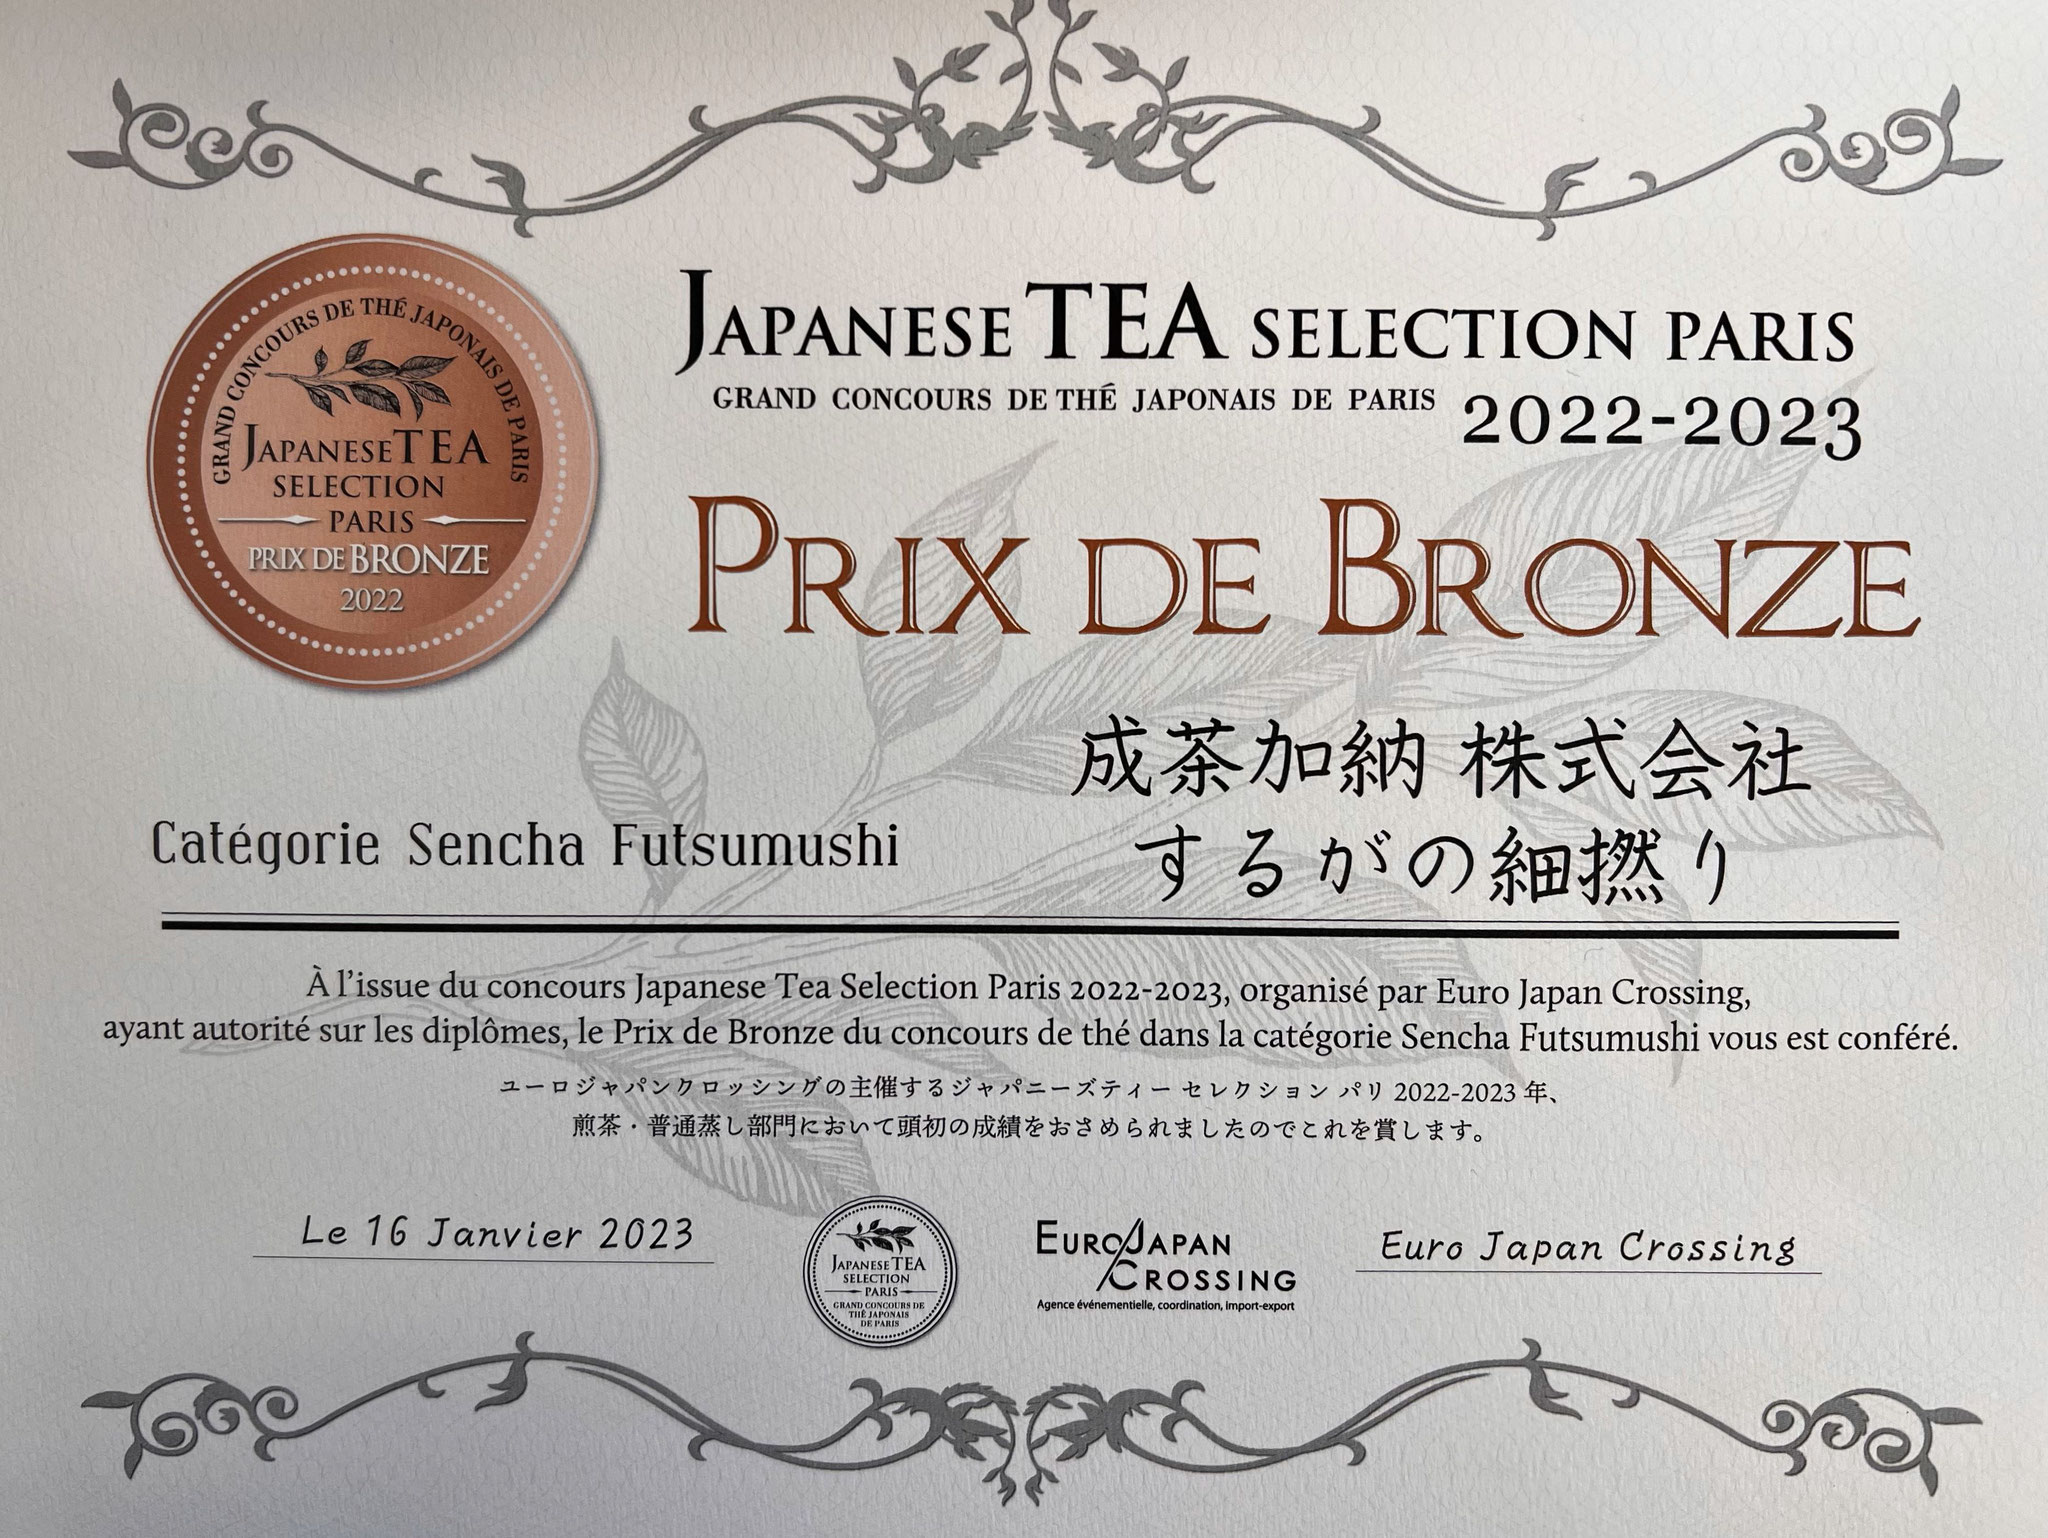 GRAND CONCOURS DE THÉ JAPONAIS DE PARIS
JAPANESE TEA
SELECTION
PARIS
PRIX DE BRONZE
2022
JAPANESE TEA SELECTION PARIS
GRAND CONCOURS DE THÉ JAPONAIS DE PARIS 2022-2023
PRIX DE BRONZE
成茶加納 株式会社
Catégorie Sencha Futsumushi
するがの細撚り
À l'issue du concours Japanese Tea Selection Paris 2022-2023, organisé par Euro Japan Crossing,
ayant autorité sur les diplômes, le Prix de Bronze du concours de thé dans la catégorie Sencha Futsumushi vous est conféré.
ユーロジャパンクロッシングの主催するジャパニーズティー セレクション パリ 2022-2023 年、
煎茶・普通蒸し部門において頭初の成績をおさめられましたのでこれを賞します。
Le 16 Janvier 2023
JAPANESE TEA
SELECTION
PARIS
GRAND CONCOURS DE
THÉ JAPONAIS
DE PARIS
EURO/JAPAN
CROSSING
Agence événementielle, coordination, import-export
Euro Japan Crossing